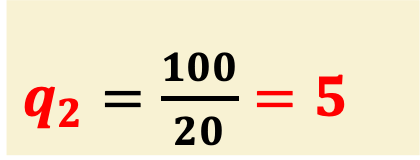 q₂ = 100/20 = 5